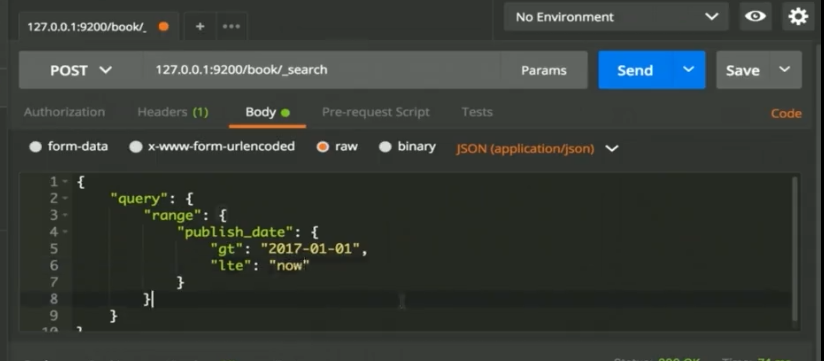 127.0.0.1:9200/book/_
+ •••
No Environment
POST 127.0.0.1:9200/book/_search Params Send Save
Authorization Headers (1) Body Pre-request Script Tests Code
form-data x-www-form-urlencoded raw binary JSON (application/json)
1 {
2 "query": {
3 "range": {
4 "publish_date": {
5 "gt": "2017-01-01",
6 "lte": "now"
7 }
8 }
9 }